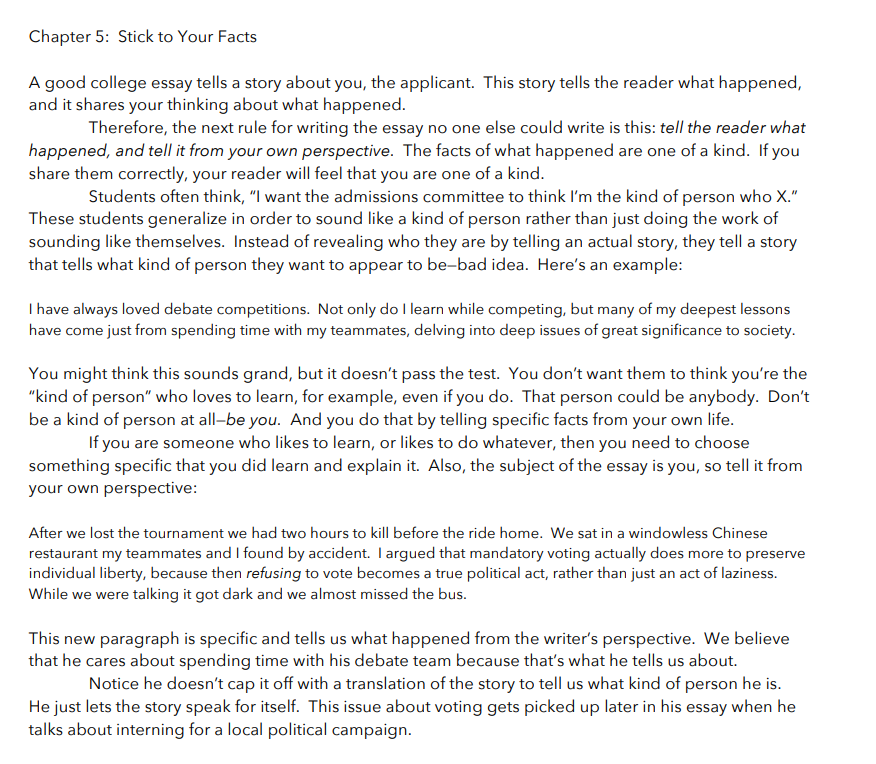 Chapter 5:  Stick to Your Facts
A good college essay tells a story about you, the applicant.  This story tells the reader what happened,
and it shares your thinking about what happened.
Therefore, the next rule for writing the essay no one else could write is this: tell the reader what
happened, and tell it from your own perspective.  The facts of what happened are one of a kind.  If you
share them correctly, your reader will feel that you are one of a kind.
Students often think, “I want the admissions committee to think I’m the kind of person who X.”
These students generalize in order to sound like a kind of person rather than just doing the work of
sounding like themselves.  Instead of revealing who they are by telling an actual story, they tell a story
that tells what kind of person they want to appear to be—bad idea.  Here’s an example:
I have always loved debate competitions.  Not only do I learn while competing, but many of my deepest lessons
have come just from spending time with my teammates, delving into deep issues of great significance to society.
You might think this sounds grand, but it doesn’t pass the test.  You don’t want them to think you’re the
“kind of person” who loves to learn, for example, even if you do.  That person could be anybody.  Don’t
be a kind of person at all—be you.  And you do that by telling specific facts from your own life.
If you are someone who likes to learn, or likes to do whatever, then you need to choose
something specific that you did learn and explain it.  Also, the subject of the essay is you, so tell it from
your own perspective:
After we lost the tournament we had two hours to kill before the ride home.  We sat in a windowless Chinese
restaurant my teammates and I found by accident.  I argued that mandatory voting actually does more to preserve
individual liberty, because then refusing to vote becomes a true political act, rather than just an act of laziness.
While we were talking it got dark and we almost missed the bus.
This new paragraph is specific and tells us what happened from the writer’s perspective.  We believe
that he cares about spending time with his debate team because that’s what he tells us about.
Notice he doesn’t cap it off with a translation of the story to tell us what kind of person he is.
He just lets the story speak for itself.  This issue about voting gets picked up later in his essay when he
talks about interning for a local political campaign.